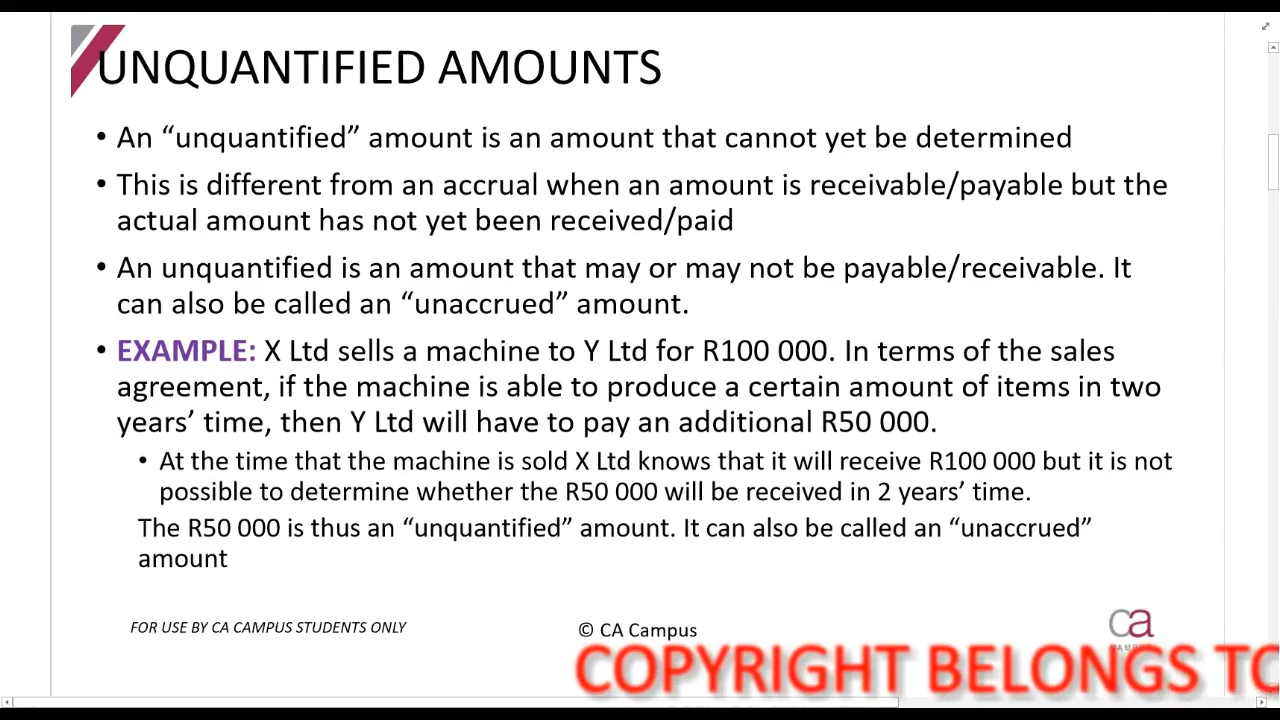 UNQUANTIFIED AMOUNTS
• An “unquantified” amount is an amount that cannot yet be determined
• This is different from an accrual when an amount is receivable/payable but the
actual amount has not yet been received/paid
• An unquantified is an amount that may or may not be payable/receivable. It
can also be called an “unaccrued” amount.
• EXAMPLE: X Ltd sells a machine to Y Ltd for R100 000. In terms of the sales
agreement, if the machine is able to produce a certain amount of items in two
years’ time, then Y Ltd will have to pay an additional R50 000.
• At the time that the machine is sold X Ltd knows that it will receive R100 000 but it is not
possible to determine whether the R50 000 will be received in 2 years’ time.
The R50 000 is thus an “unquantified” amount. It can also be called an “unaccrued”
amount
FOR USE BY CA CAMPUS STUDENTS ONLY
© CA Campus
ca
CAMPUS
COPYRIGHT BELONGS TO